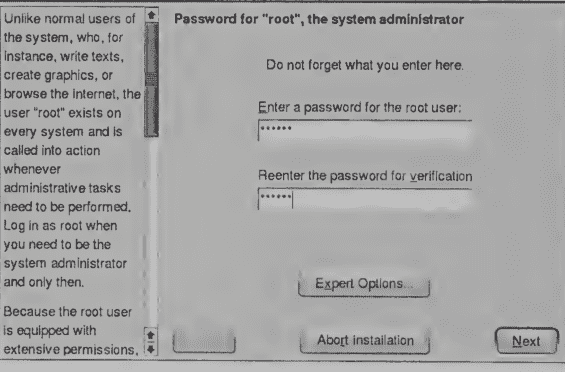 Unlike normal users of
the system, who, for
instance, write texts,
create graphics, or
browse the internet, the
user "root" exists on
every system and is
called into action
whenever
administrative tasks
need to be performed.
Log in as root when
you need to be the
system administrator
and only then.
Because the root user
is equipped with
extensive permissions,
Password for "root", the system administrator
Do not forget what you enter here.
Enter a password for the root user:
******
Reenter the password for verification
******
Expert Options...
Abort Installation
Next